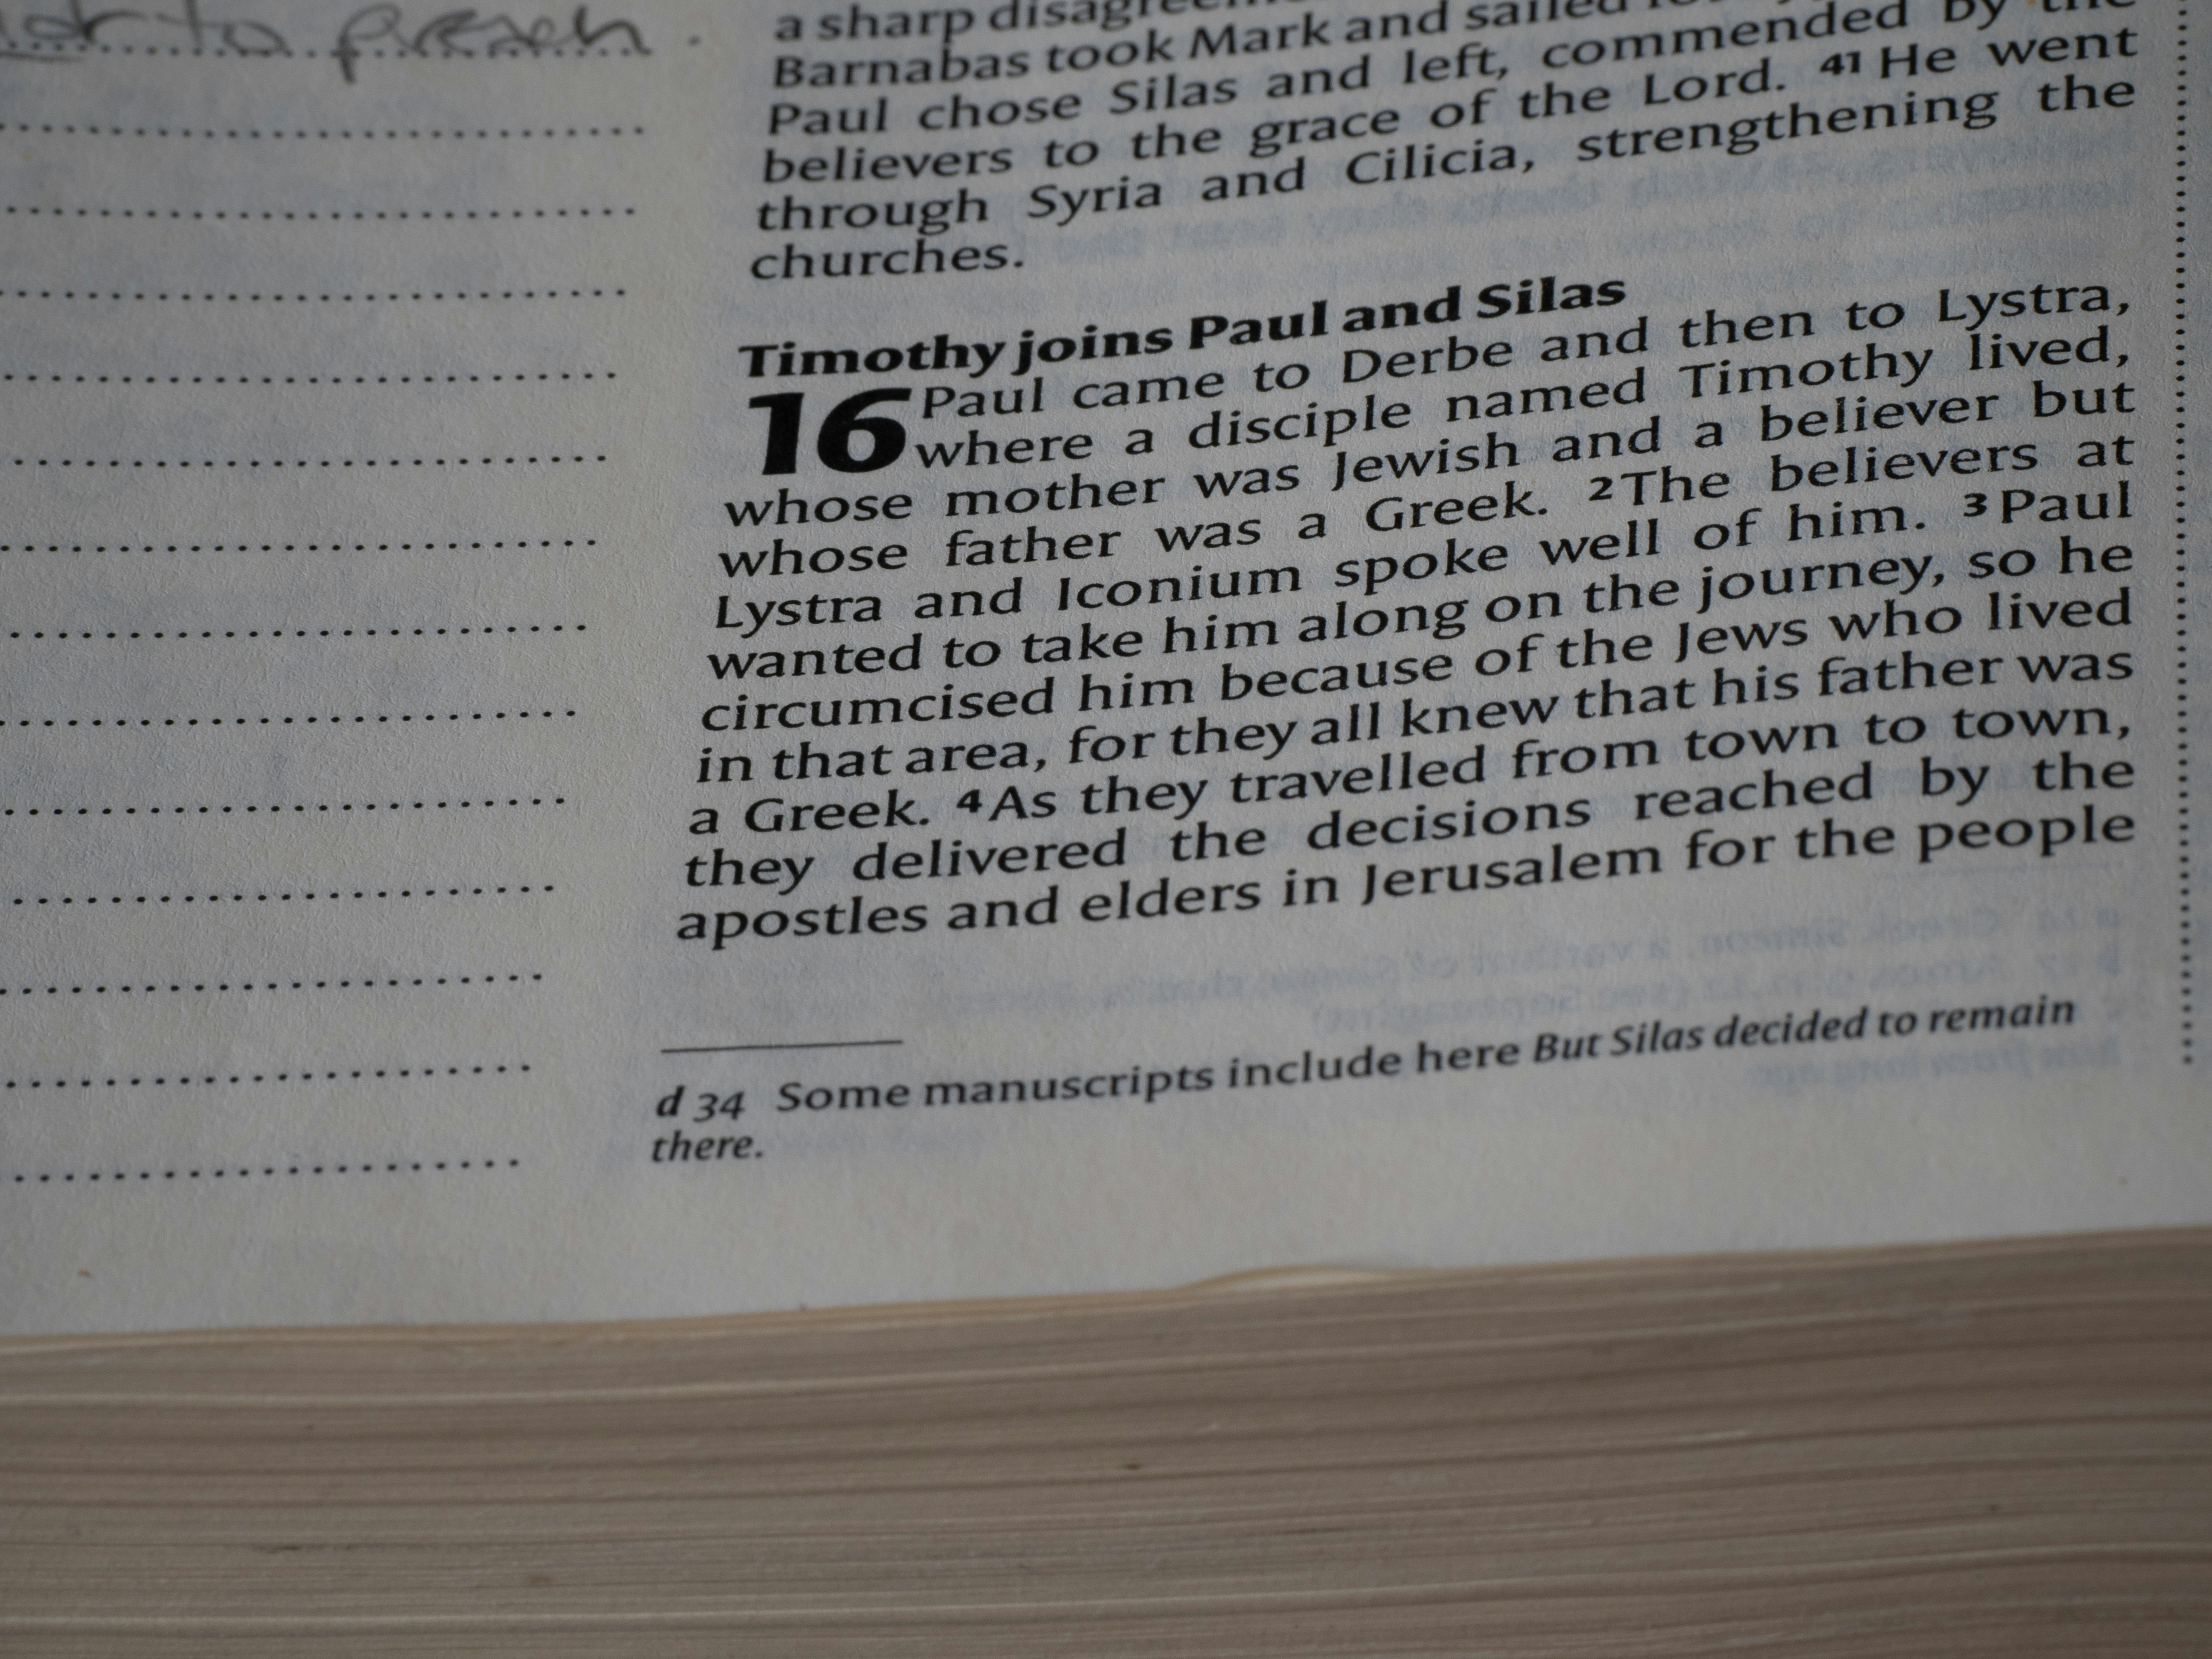 to preach.
a sharp
Barnabas took Mark and sailed
Paul chose Silas and left, commended by the
believers to the grace of the Lord. 41 He went
through Syria and Cilicia, strengthening the
churches.
Timothy joins Paul and Silas
16 Paul came to Derbe and then to Lystra,
where a disciple named Timothy lived,
whose mother was Jewish and a believer but
whose father was a Greek. 2 The believers at
Lystra and Iconium spoke well of him. 3 Paul
wanted to take him along on the journey, so he
circumcised him because of the Jews who lived
in that area, for they all knew that his father was
a Greek. 4 As they travelled from town to town,
they delivered the decisions reached by the
apostles and elders in Jerusalem for the people
d 34 Some manuscripts include here But Silas decided to remain
there.